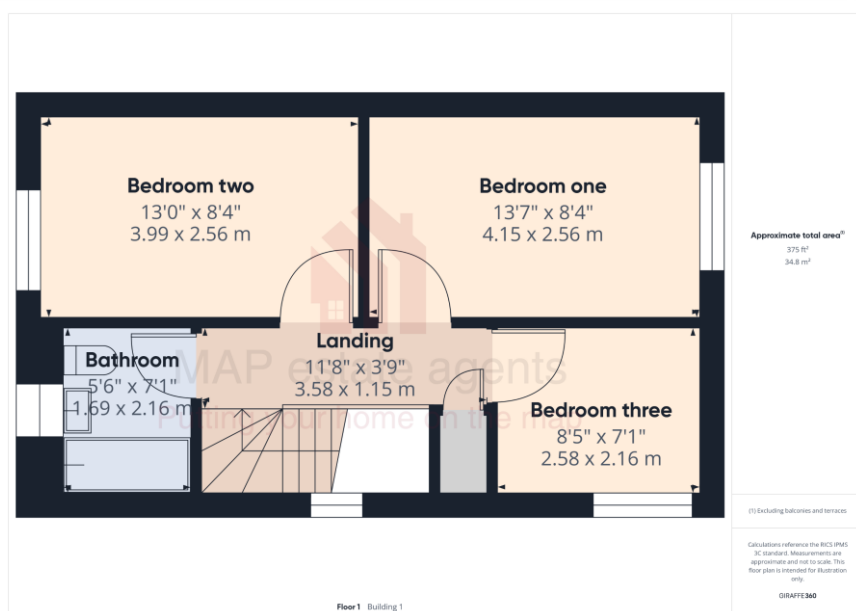 Bedroom two
13'0" x 8'4"
3.99 x 2.56 m
Bedroom one
13'7" x 8'4"
4.15 x 2.56 m
Approximate total area⁽¹⁾
375 ft²
34.8 m²
Landing
11'8" x 3'9"
3.58 x 1.15 m
Bathroom
5'6" x 7'1"
1.69 x 2.16 m
MAP estate agents
Putting your home on the map
Bedroom three
8'5" x 7'1"
2.58 x 2.16 m
(1) Excluding balconies and terraces
Calculations reference the RICS IPMS
3C standard. Measurements are
approximate and not to scale. This
floor plan is intended for illustration
only.
GIRAFFE360
Floor 1 Building 1